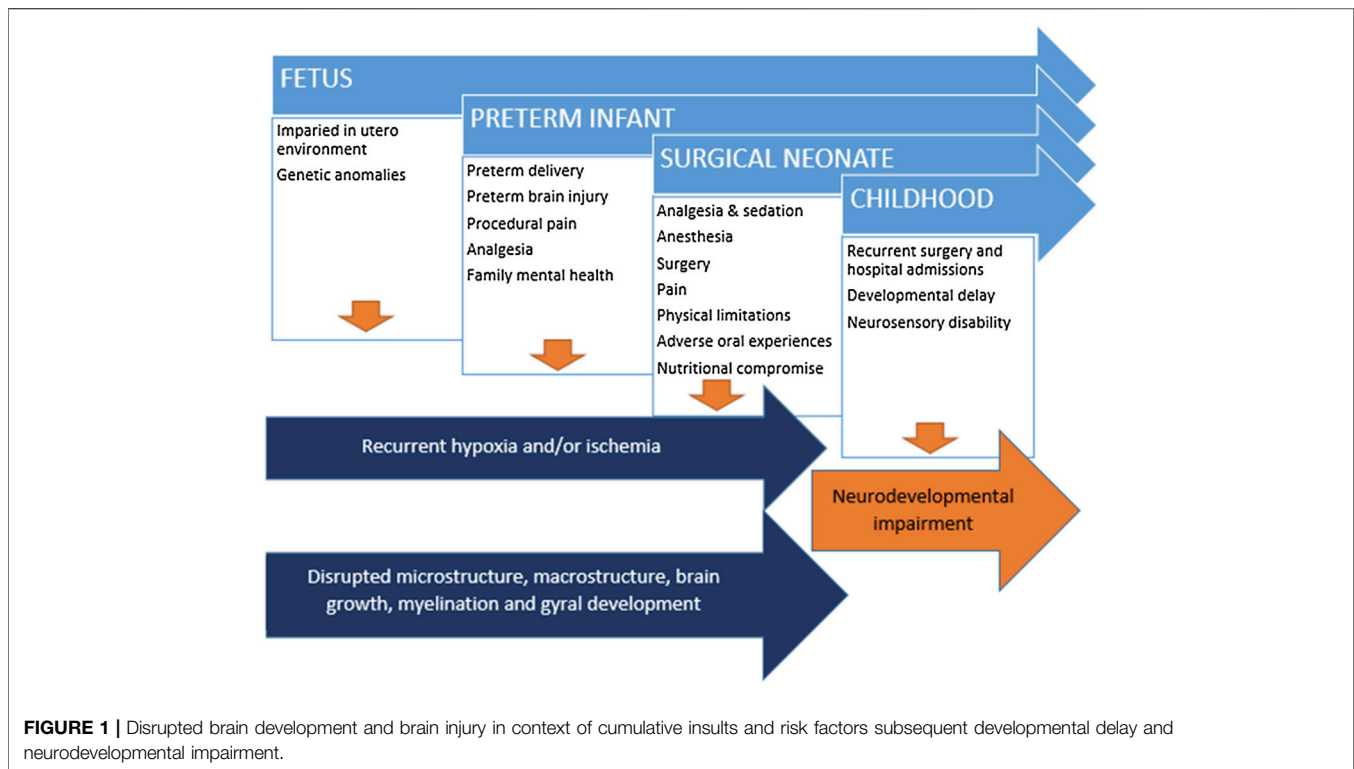 FETUS
Imparied in utero
environment
Genetic anomalies
PRETERM INFANT
Preterm delivery
Preterm brain injury
Procedural pain
Analgesia
Family mental health
SURGICAL NEONATE
Analgesia & sedation
Anesthesia
Surgery
Pain
Physical limitations
Adverse oral experiences
Nutritional compromise
CHILDHOOD
Recurrent surgery and
hospital admissions
Developmental delay
Neurosensory disability
Recurrent hypoxia and/or ischemia
Neurodevelopmental
impairment
Disrupted microstructure, macrostructure, brain
growth, myelination and gyral development
FIGURE 1 | Disrupted brain development and brain injury in context of cumulative insults and risk factors subsequent developmental delay and
neurodevelopmental impairment.